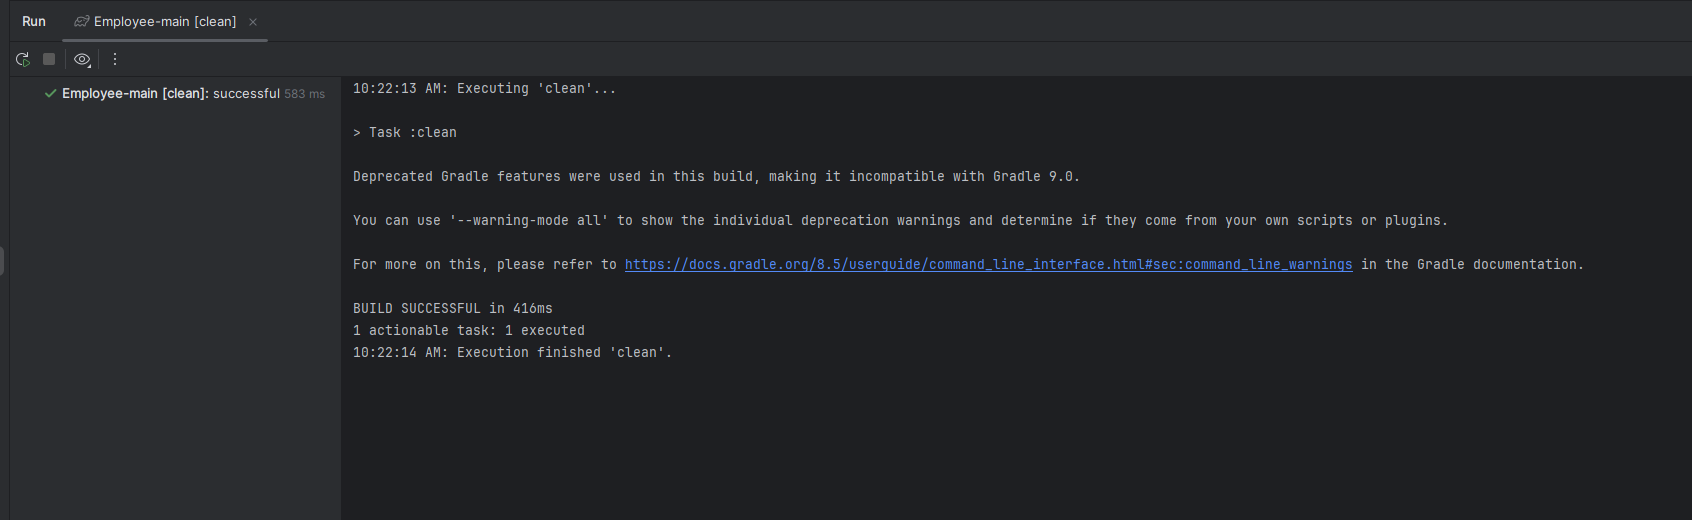 Run
Employee-main [clean]
Employee-main [clean]: successful 583 ms
10:22:13 AM: Executing 'clean'...
> Task :clean
Deprecated Gradle features were used in this build, making it incompatible with Gradle 9.0.
You can use '--warning-mode all' to show the individual deprecation warnings and determine if they come from your own scripts or plugins.
For more on this, please refer to https://docs.gradle.org/8.5/userguide/command_line_interface.html#sec:command_line_warnings in the Gradle documentation.
BUILD SUCCESSFUL in 416ms
1 actionable task: 1 executed
10:22:14 AM: Execution finished 'clean'.